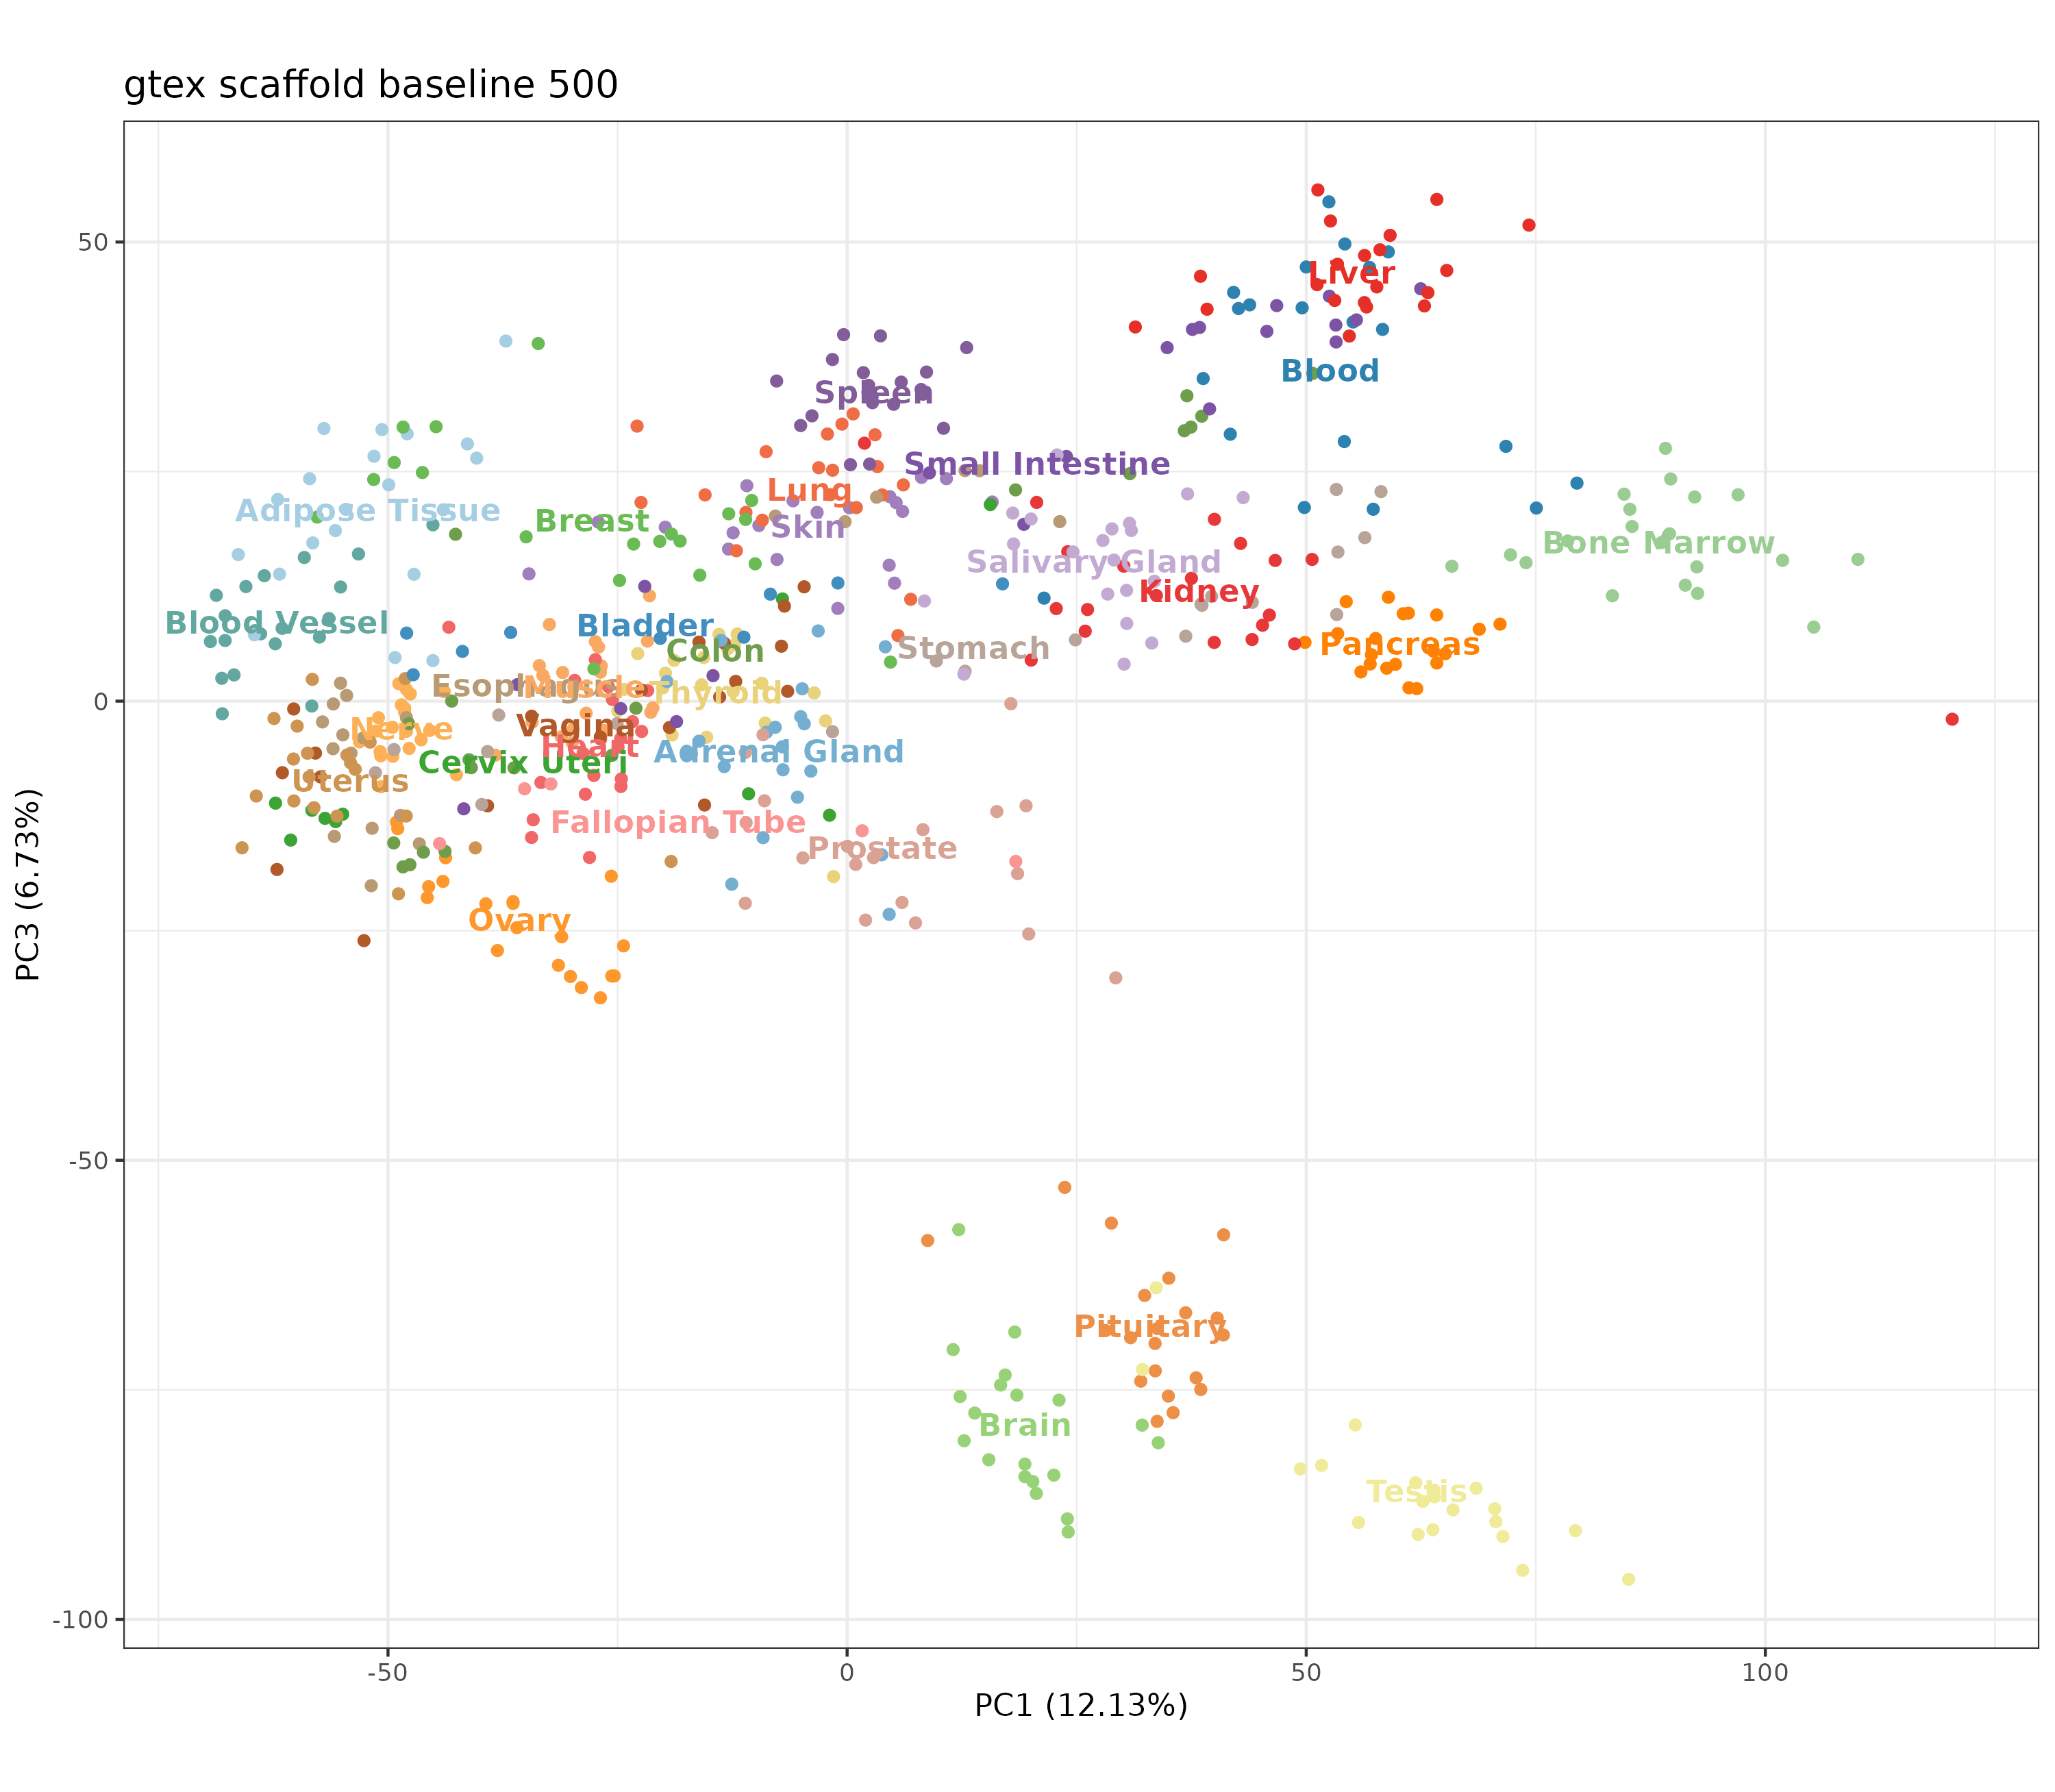 gtex scaffold baseline 500
50
0
-50
-100
PC3 (6.73%)
Liver
Blood
Spleen
Small Intestine
Lung
Adipose Tissue
Breast
Skin
Bone Marrow
Salivary Gland
Kidney
Blood Vessel
Bladder
Pancreas
Colon
Stomach
Esophagus
Muscle
Thyroid
Vagina
Nerve
Heart
Adrenal Gland
Cervix Uteri
Uterus
Fallopian Tube
Prostate
Ovary
Pituitary
Brain
Testis
-50
0
50
100
PC1 (12.13%)